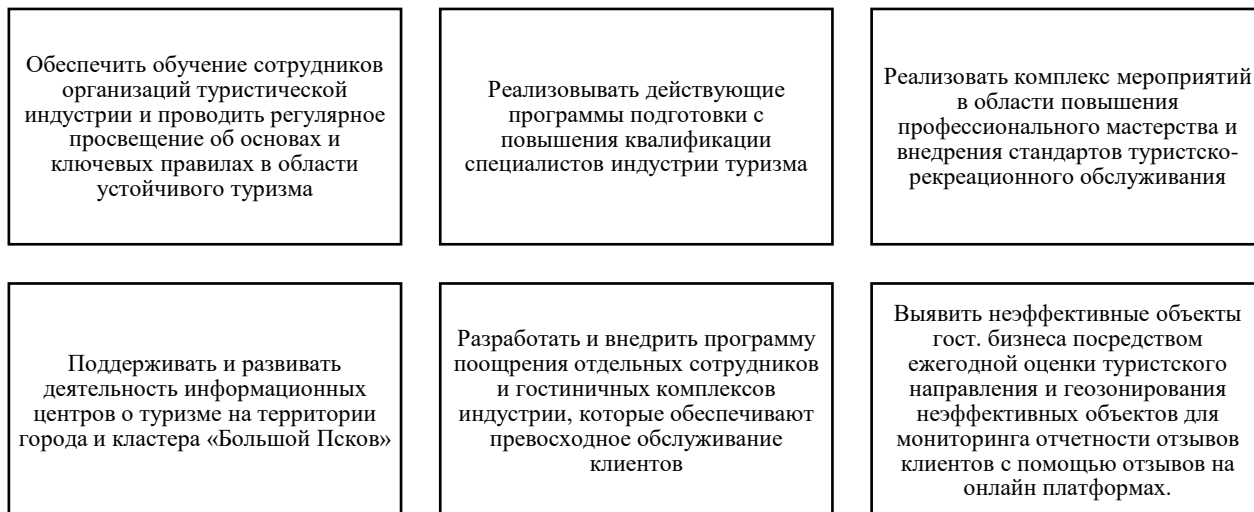 Обеспечить обучение сотрудников
организаций туристической
индустрии и проводить регулярное
просвещение об основах и
ключевых правилах в области
устойчивого туризма
Реализовывать действующие
программы подготовки с
повышения квалификации
специалистов индустрии туризма
Реализовать комплекс мероприятий
в области повышения
профессионального мастерства и
внедрения стандартов туристско-
рекреационного обслуживания
Поддерживать и развивать
деятельность информационных
центров о туризме на территории
города и кластера «Большой Псков»
Разработать и внедрить программу
поощрения отдельных сотрудников
и гостиничных комплексов
индустрии, которые обеспечивают
превосходное обслуживание
клиентов
Выявить неэффективные объекты
гост. бизнеса посредством
ежегодной оценки туристского
направления и геозонирования
неэффективных объектов для
мониторинга отчетности отзывов
клиентов с помощью отзывов на
онлайн платформах.